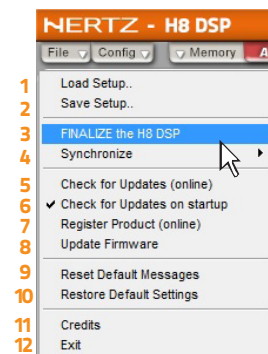 NERTZ - H8 DSP
File Config Memory A
1 Load Setup..
2 Save Setup..
3 FINALIZE the H8 DSP
4 Synchronize
5 Check for Updates (online)
6 Check for Updates on startup
7 Register Product (online)
8 Update Firmware
9 Reset Default Messages
10 Restore Default Settings
11 Credits
12 Exit